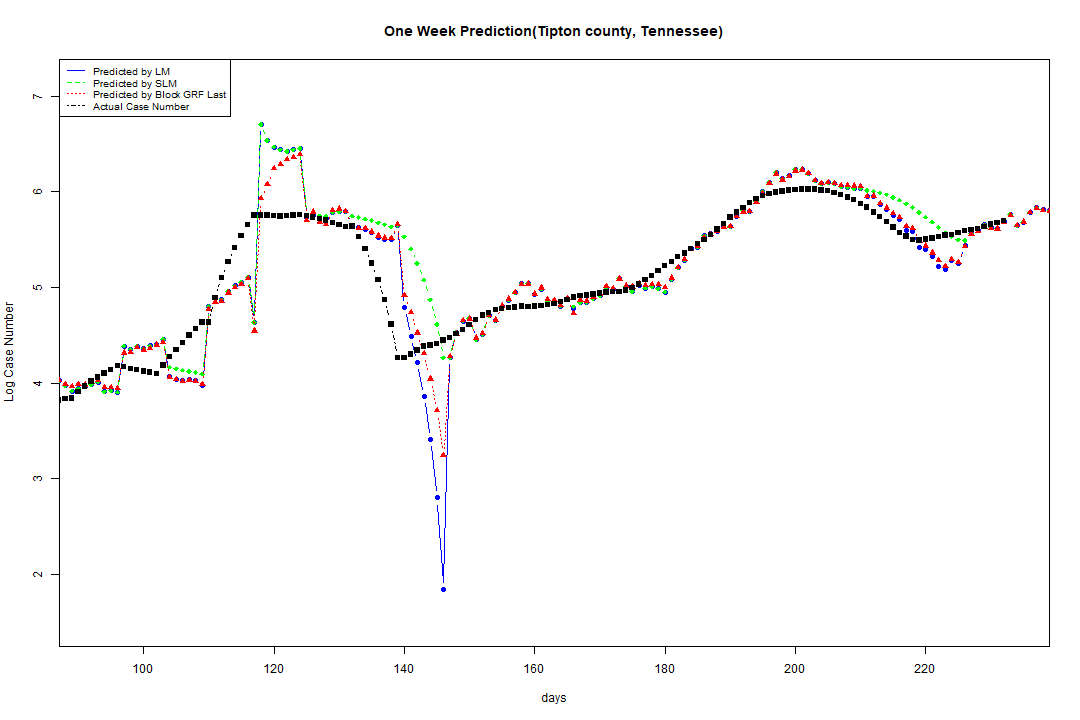 One Week Prediction(Tipton county, Tennessee)
Predicted by LM
Predicted by SLM
Predicted by Block GRF Last
Actual Case Number
7
6
5
4
3
2
Log Case Number
100 120 140 160 180 200 220
days